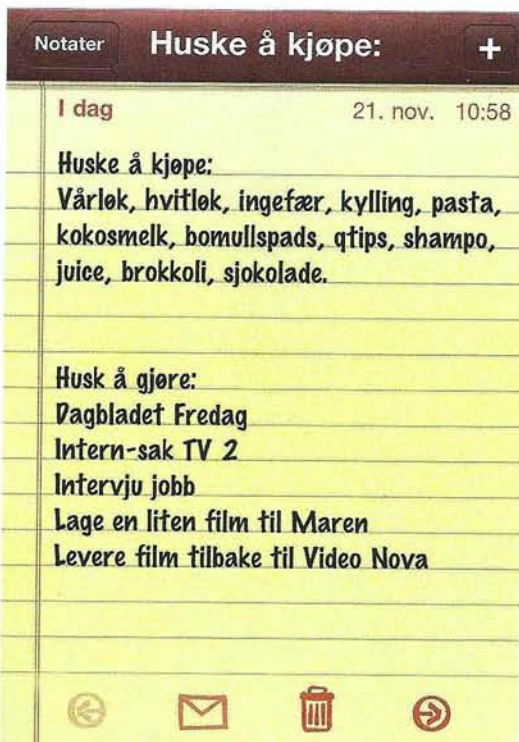 Notater
Huske å kjøpe:
+
I dag
21. nov. 10:58
Huske å kjøpe:
Vårløk, hvitløk, ingefær, kylling, pasta,
kokosmelk, bomullspads, qtips, shampo,
juice, brokkoli, sjokolade.
Husk å gjøre:
Dagbladet Fredag
Intern-sak TV 2
Intervju jobb
Lage en liten film til Maren
Levere film tilbake til Video Nova